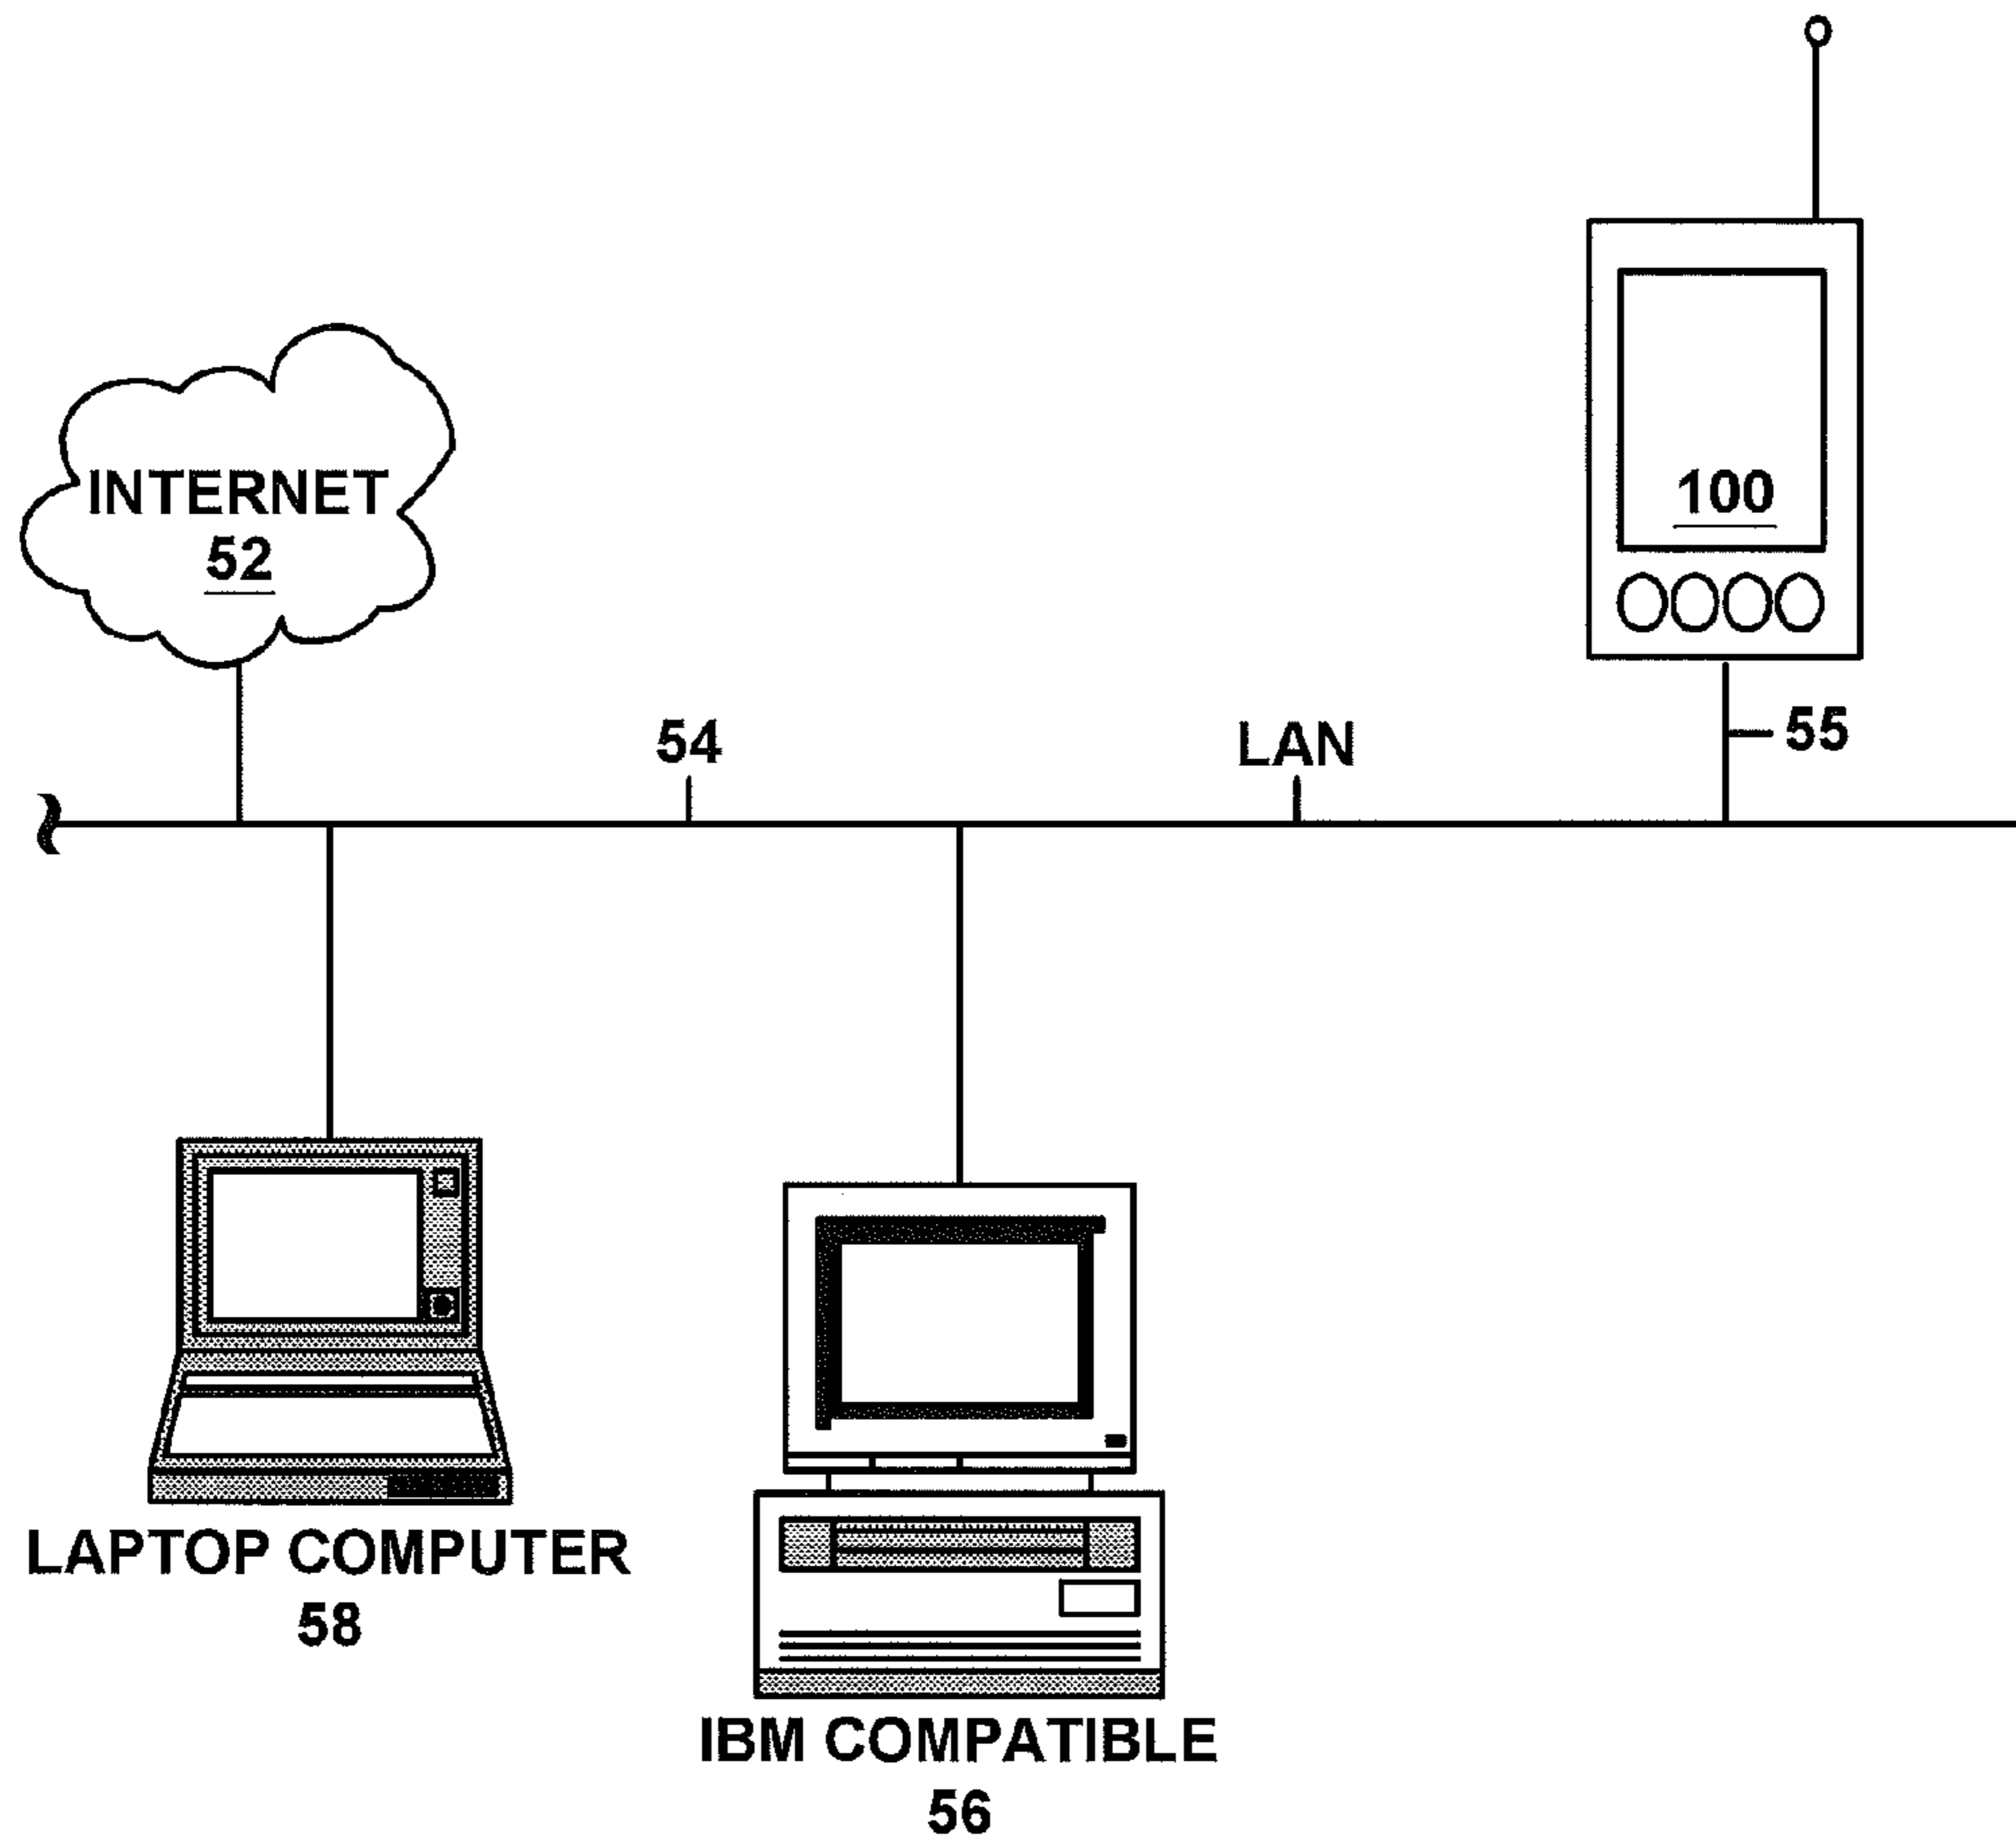 INTERNET
52
100
54
LAN
55
LAPTOP COMPUTER
58
IBM COMPATIBLE
56